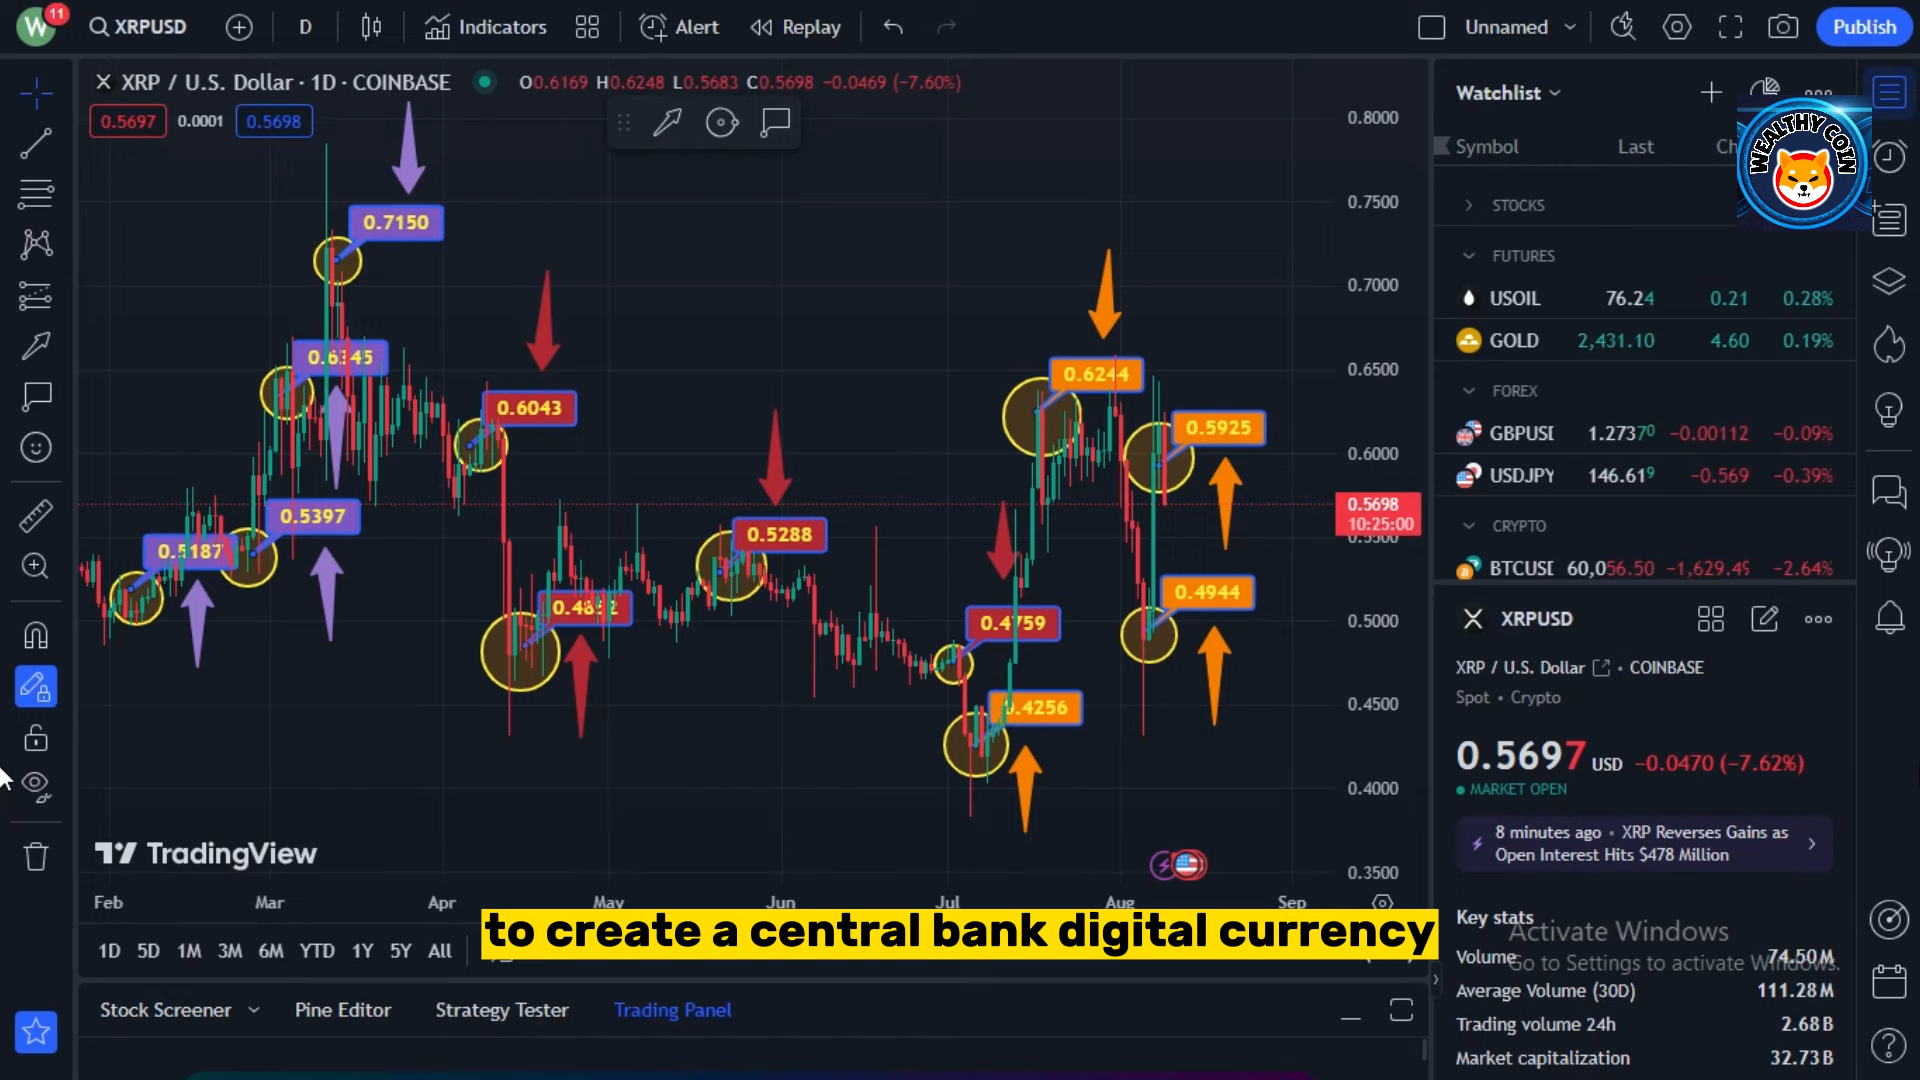 W
11
XRPUSD
D
Indicators
Alert
Replay
Unnamed
Publish
XRP / U.S. Dollar · 1D · COINBASE
O0.6169 H0.6248 L0.5683 C0.5698 −0.0469 (−7.60%)
0.5697 0.0001 0.5698
0.7150
0.6345
0.6043
0.5397
0.5187
0.5288
0.4759
0.4256
0.6244
0.5925
0.4944
0.8000
0.7500
0.7000
0.6500
0.6000
0.5698
10:25:00
0.5500
0.5000
0.4500
0.4000
0.3500
TradingView
Feb Mar Apr May Jun Jul Aug Sep
to create a central bank digital currency
1D 5D 1M 3M 6M YTD 1Y 5Y All
Stock Screener
Pine Editor
Strategy Tester
Trading Panel
Watchlist
WEALTHY COIN
Symbol Last
STOCKS
FUTURES
USOIL 76.24 0.21 0.28%
GOLD 2,431.10 4.60 0.19%
FOREX
GBPUSD 1.27370 −0.00112 −0.09%
USDJPY 146.619 −0.569 −0.39%
CRYPTO
BTCUSD 60,056.50 −1,629.49 −2.64%
XRPUSD
XRP / U.S. Dollar COINBASE
Spot • Crypto
0.5697 USD −0.0470 (−7.62%)
MARKET OPEN
8 minutes ago • XRP Reverses Gains as
Open Interest Hits $478 Million
Key stats
Activate Windows
Go to Settings to activate Windows.
Volume 74.50M
Average Volume (30D) 111.28M
Trading volume 24h 2.68B
Market capitalization 32.73B